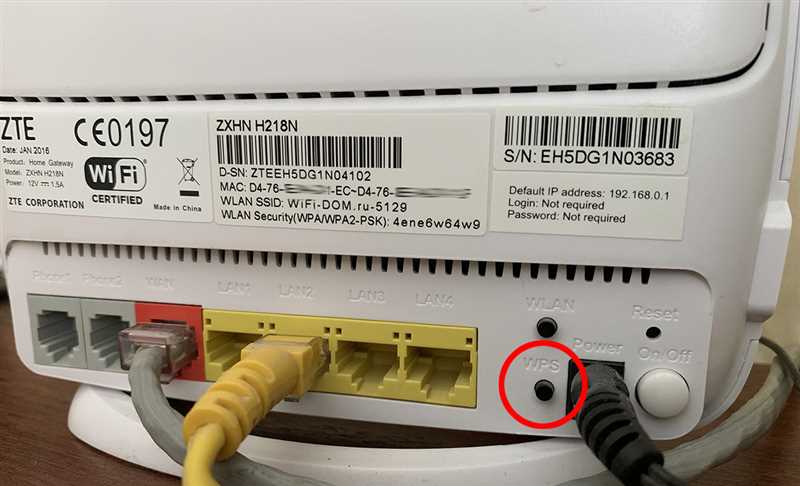 ZTE
CE0197
Date: JAN 2016
Product: Home Gateway
Model: ZXHN H218N
Power: 12V 1.5A
ZTE CORPORATION
WiFi
CERTIFIED
Made in China
ZXHN H218N
D-SN: ZTEEH5DG1N04102
MAC: D4-76- -EC~D4-76-
WLAN SSID: WiFi-DOM.ru-5129
WLAN Security(WPA/WPA2-PSK): 4ene6w64w9
S/N: EH5DG1N03683
Default IP address: 192.168.0.1
Login: Not required
Password: Not required
Phone1 Phone2 WAN LAN1 LAN2 LAN3 LAN4
WLAN
Reset
WPS
Power
On/Off